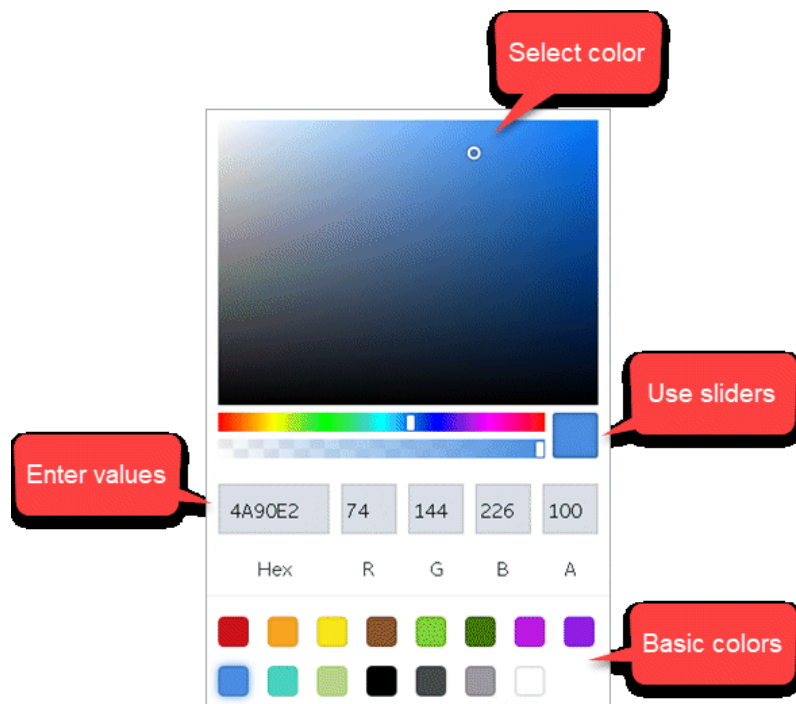 Select color
Use sliders
Enter values
4A90E2 74 144 226 100
Hex R G B A
Basic colors